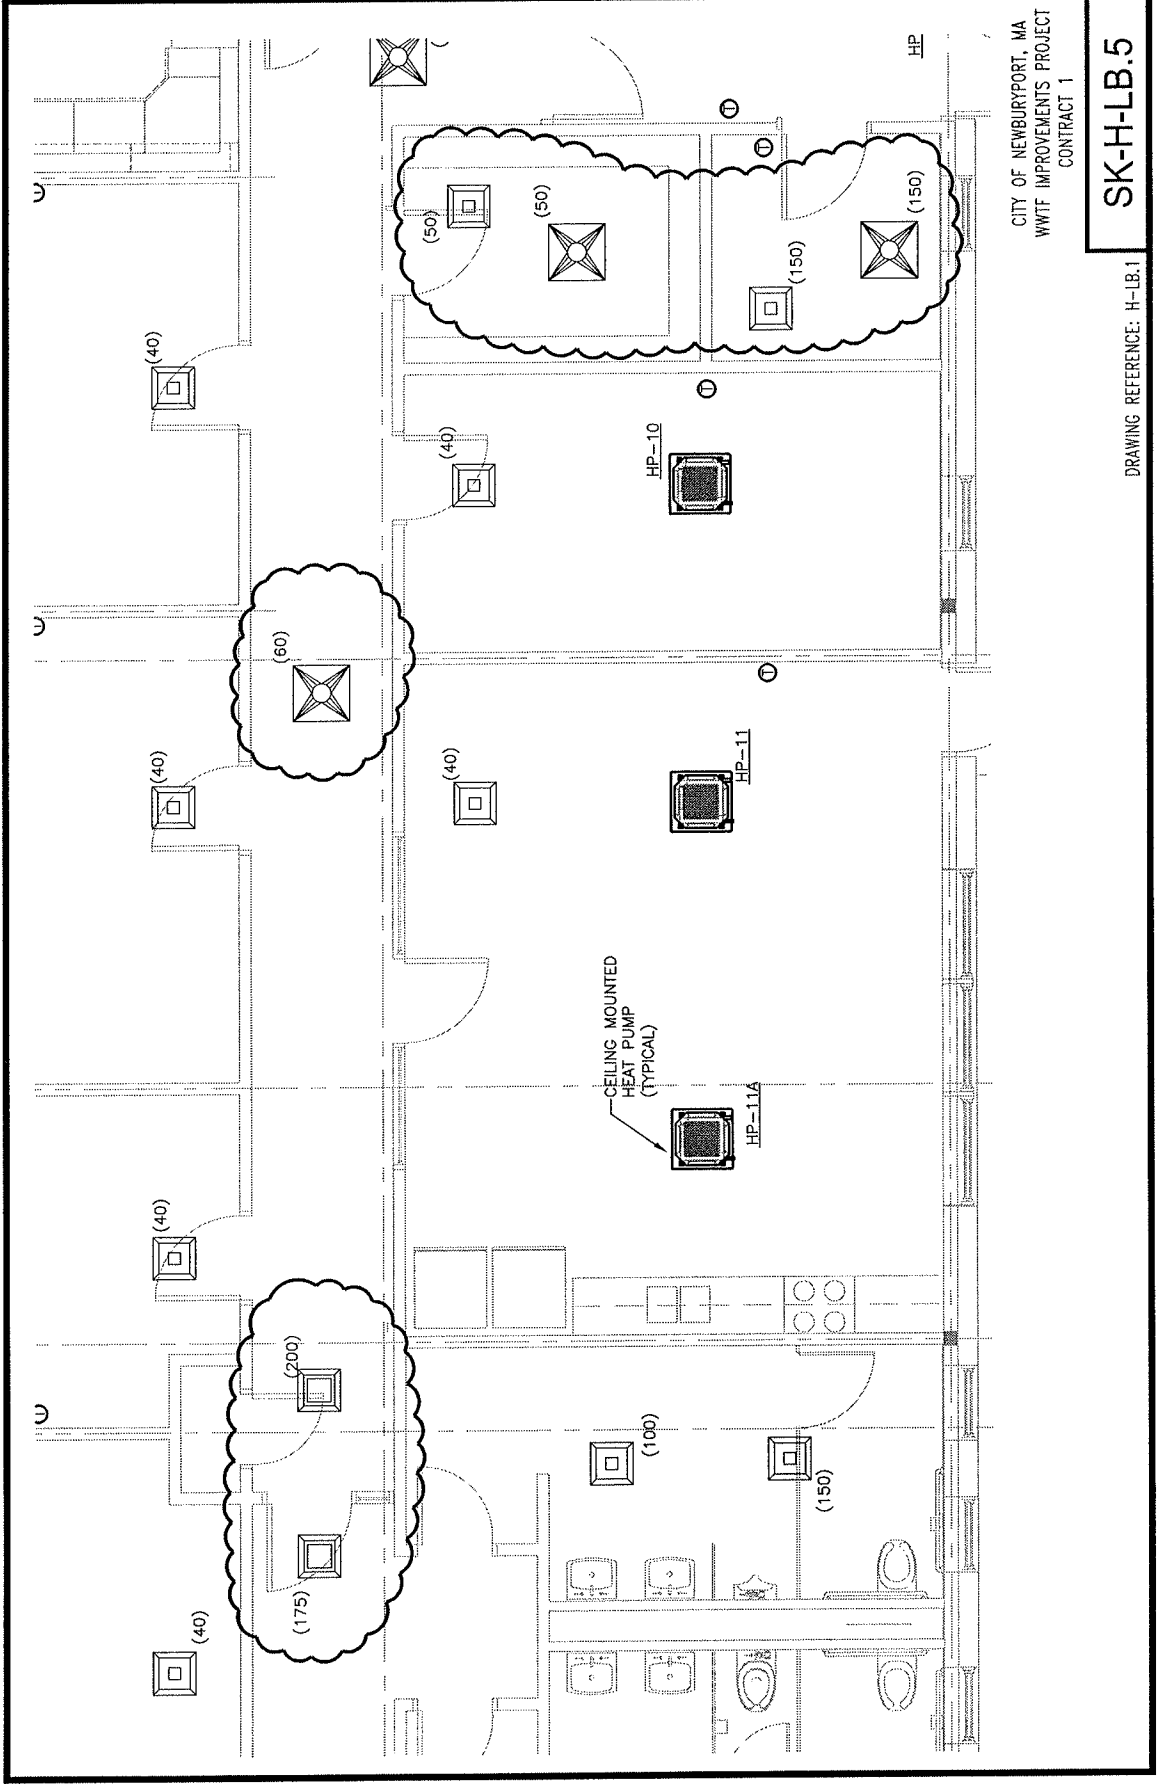 (40)
(40)
(40)
(40)
(175)
(200)
(60)
(50)
(50)
(150)
(150)
(40)
(40)
HP-10
HP-11
HP-11A
CEILING MOUNTED
HEAT PUMP
(TYPICAL)
(100)
(150)
HP
T
T
T
T
CITY OF NEWBURYPORT, MA
WWTF IMPROVEMENTS PROJECT
CONTRACT 1
SK-H-LB.5
DRAWING REFERENCE: H-LB.1